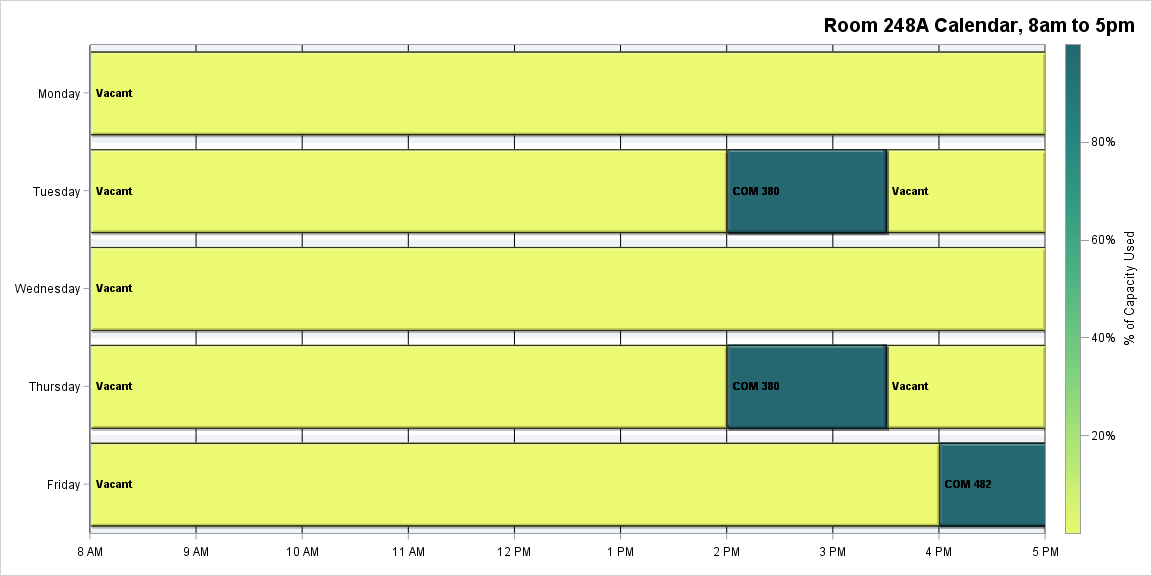 Room 248A Calendar, 8am to 5pm
Monday
Vacant
Tuesday
Vacant
COM 380
Vacant
Wednesday
Vacant
Thursday
Vacant
COM 380
Vacant
Friday
Vacant
COM 482
8 AM
9 AM
10 AM
11 AM
12 PM
1 PM
2 PM
3 PM
4 PM
5 PM
80%
60%
40%
20%
% of Capacity Used